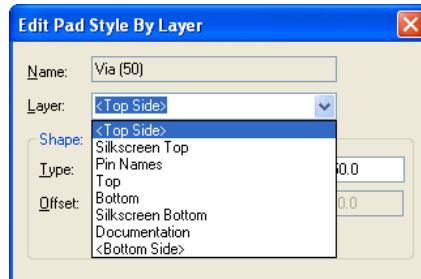 Edit Pad Style By Layer
Name: Via (50)
Layer: <Top Side>
<Top Side>
Shape:
Silkscreen Top
Pin Names
Type:
Top
Bottom
Offset:
Silkscreen Bottom
Documentation
<Bottom Side>